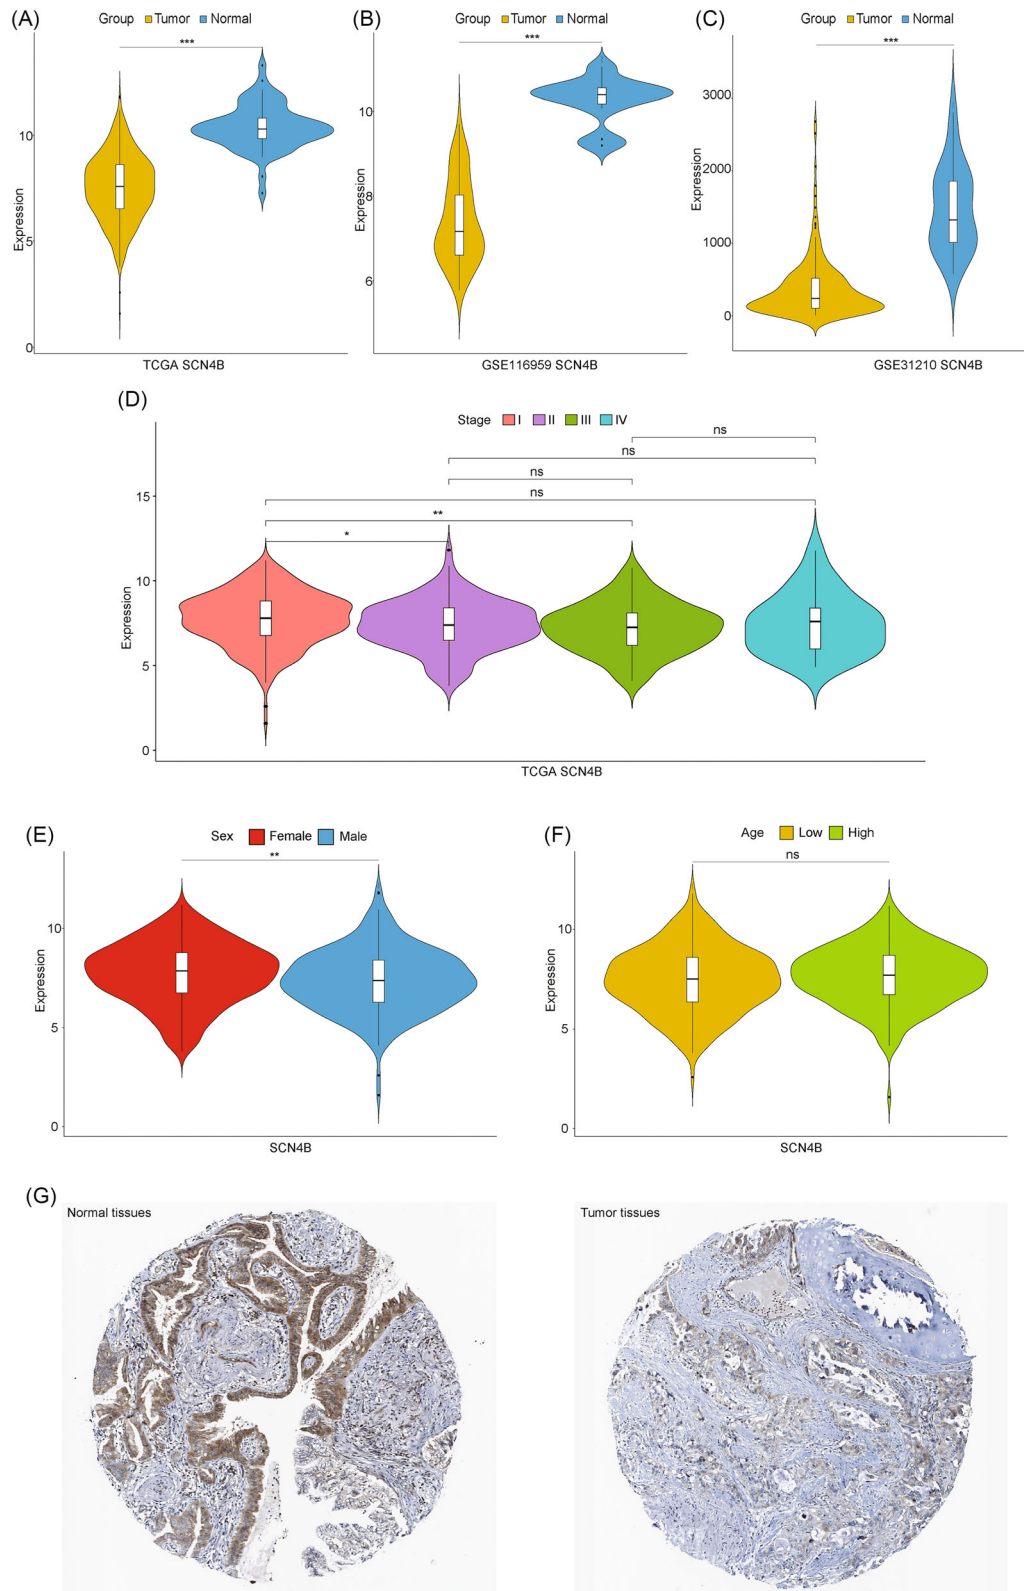 (A)
Group Tumor Normal
***
Expression
10
5
0
TCGA SCN4B
(B)
Group Tumor Normal
***
Expression
10
8
6
GSE116959 SCN4B
(C)
Group Tumor Normal
***
Expression
3000
2000
1000
0
GSE31210 SCN4B
(D)
Stage I II III IV
ns
ns
ns
ns
**
*
Expression
15
10
5
0
TCGA SCN4B
(E)
Sex Female Male
**
Expression
10
5
0
SCN4B
(F)
Age Low High
ns
Expression
10
5
0
SCN4B
(G)
Normal tissues
Tumor tissues